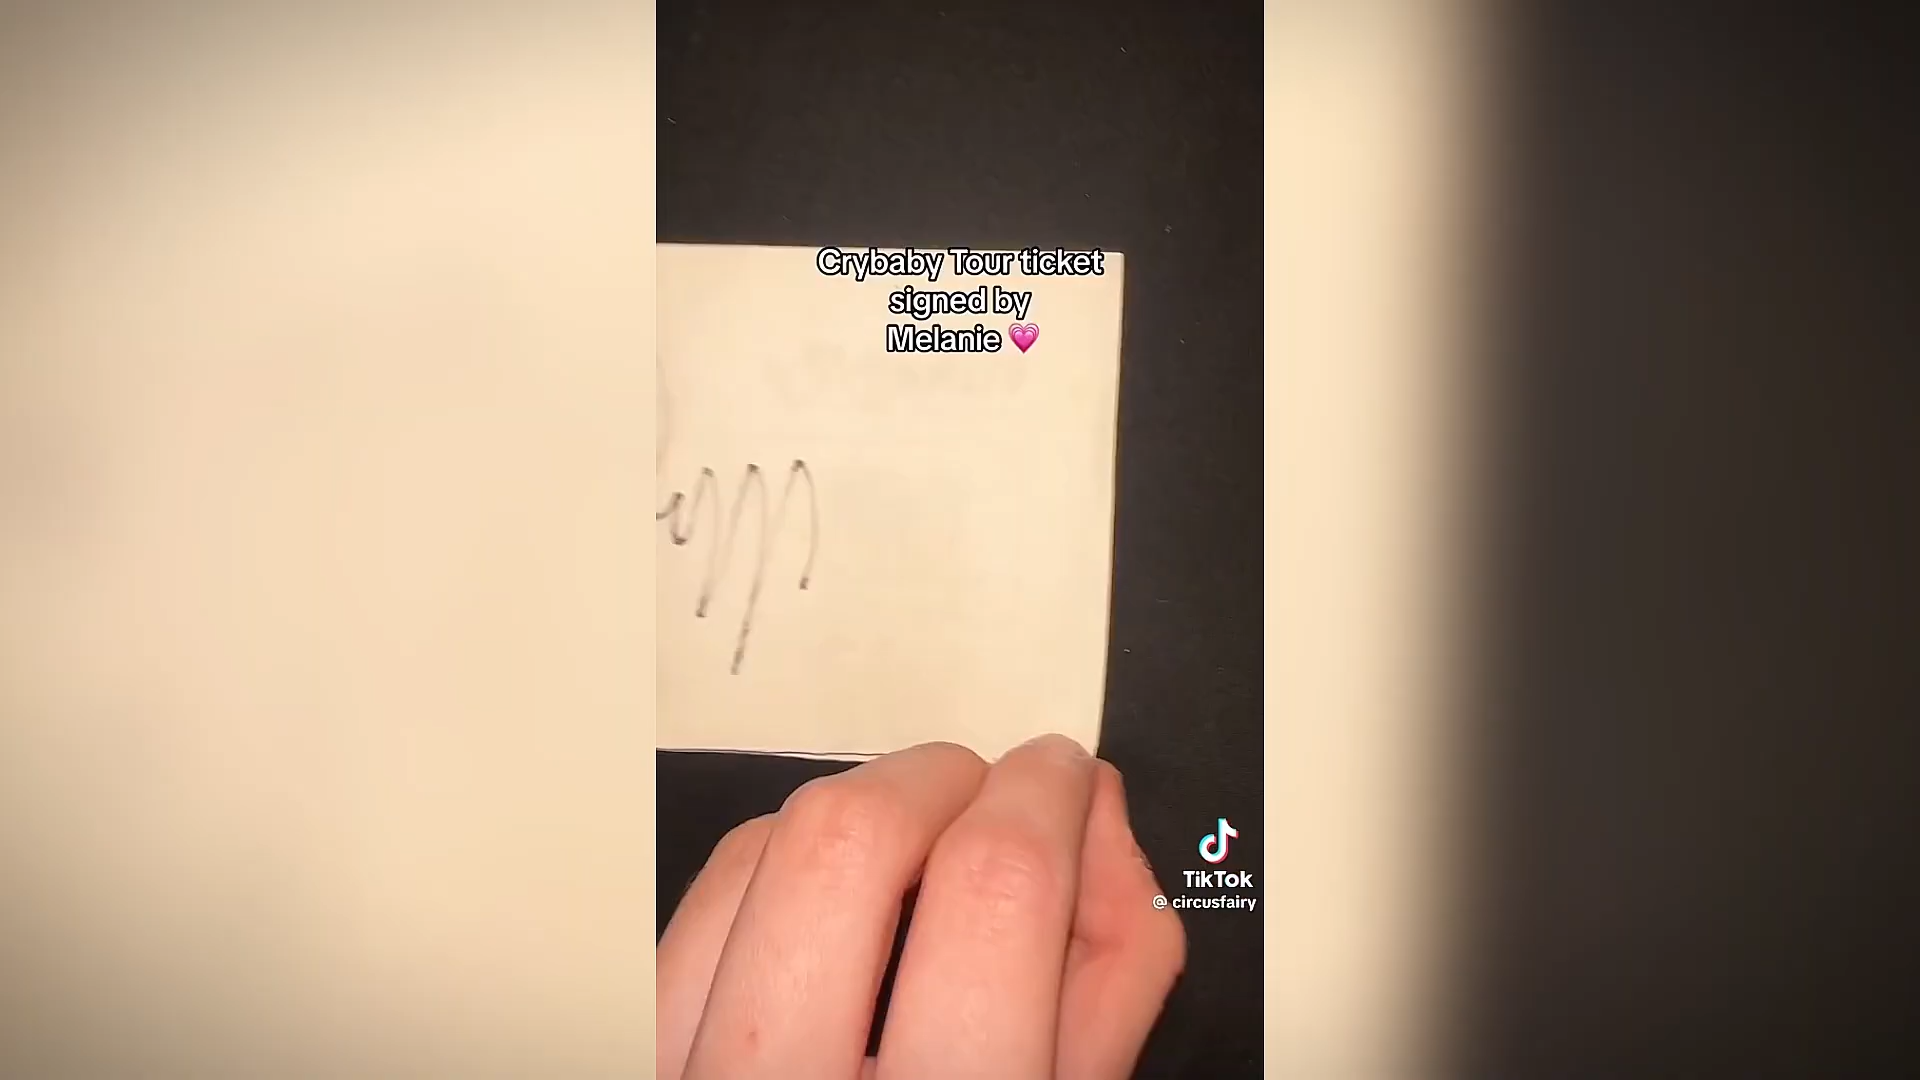 Crybaby Tour ticket
signed by
Melanie 💗
TikTok
@ circusfairy